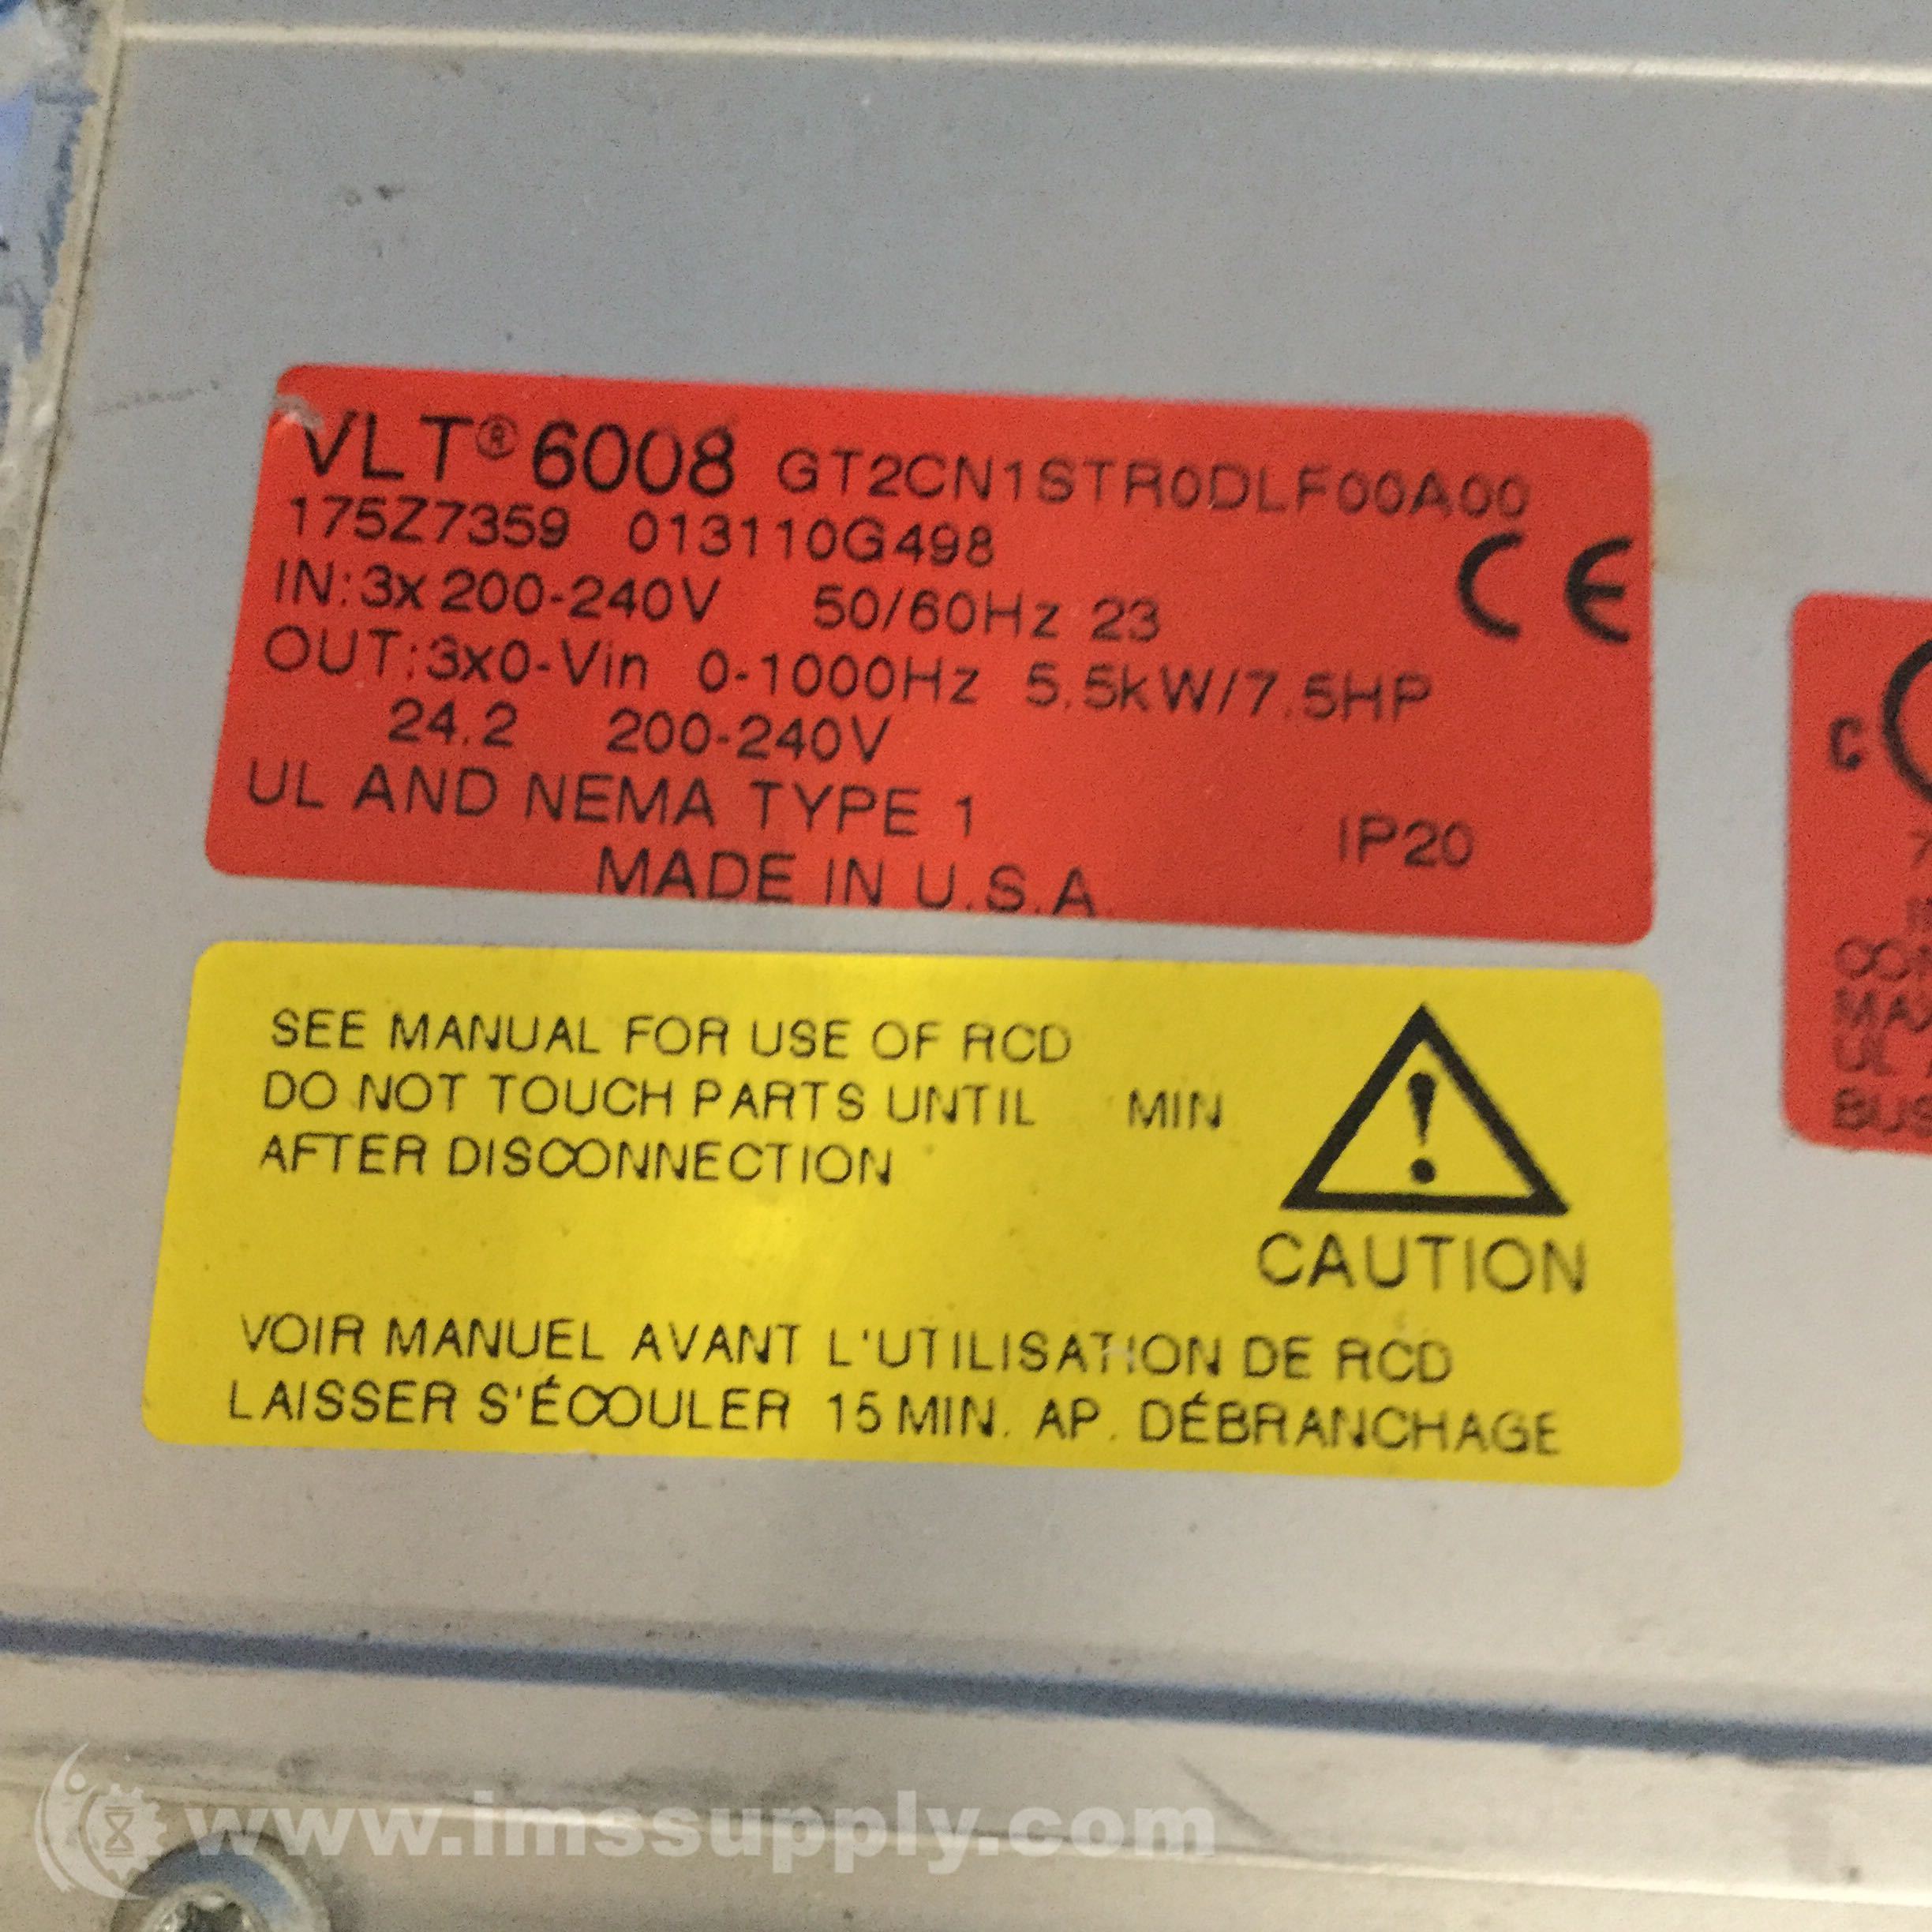 VLT® 6008 GT2CN1STR0DLF00A00
175Z7359 013110G498
IN:3x200-240V 50/60Hz 23
OUT:3x0-Vin 0-1000Hz 5.5kW/7.5HP
24.2 200-240V
UL AND NEMA TYPE 1 IP20
MADE IN U.S.A.
CE
SEE MANUAL FOR USE OF RCD
DO NOT TOUCH PARTS UNTIL MIN
AFTER DISCONNECTION
CAUTION
VOIR MANUEL AVANT L'UTILISATION DE RCD
LAISSER S'ÉCOULER 15 MIN. AP. DÉBRANCHAGE
C
UL
BUS
www.imssupply.com